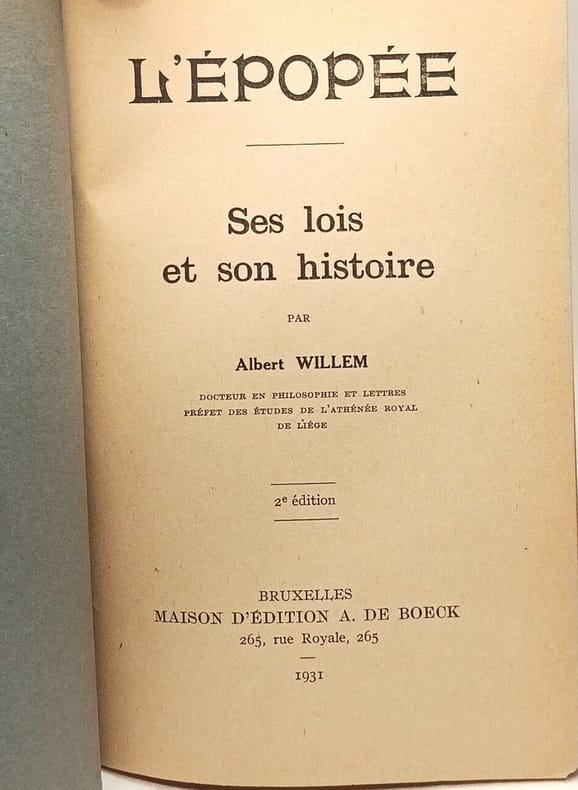 L'ÉPOPÉE
Ses lois
et son histoire
PAR
Albert WILLEM
DOCTEUR EN PHILOSOPHIE ET LETTRES
PRÉFET DES ÉTUDES DE L'ATHÉNÉE ROYAL
DE LIÉGE
2e édition
BRUXELLES
MAISON D'ÉDITION A. DE BOECK
265, rue Royale, 265
1931